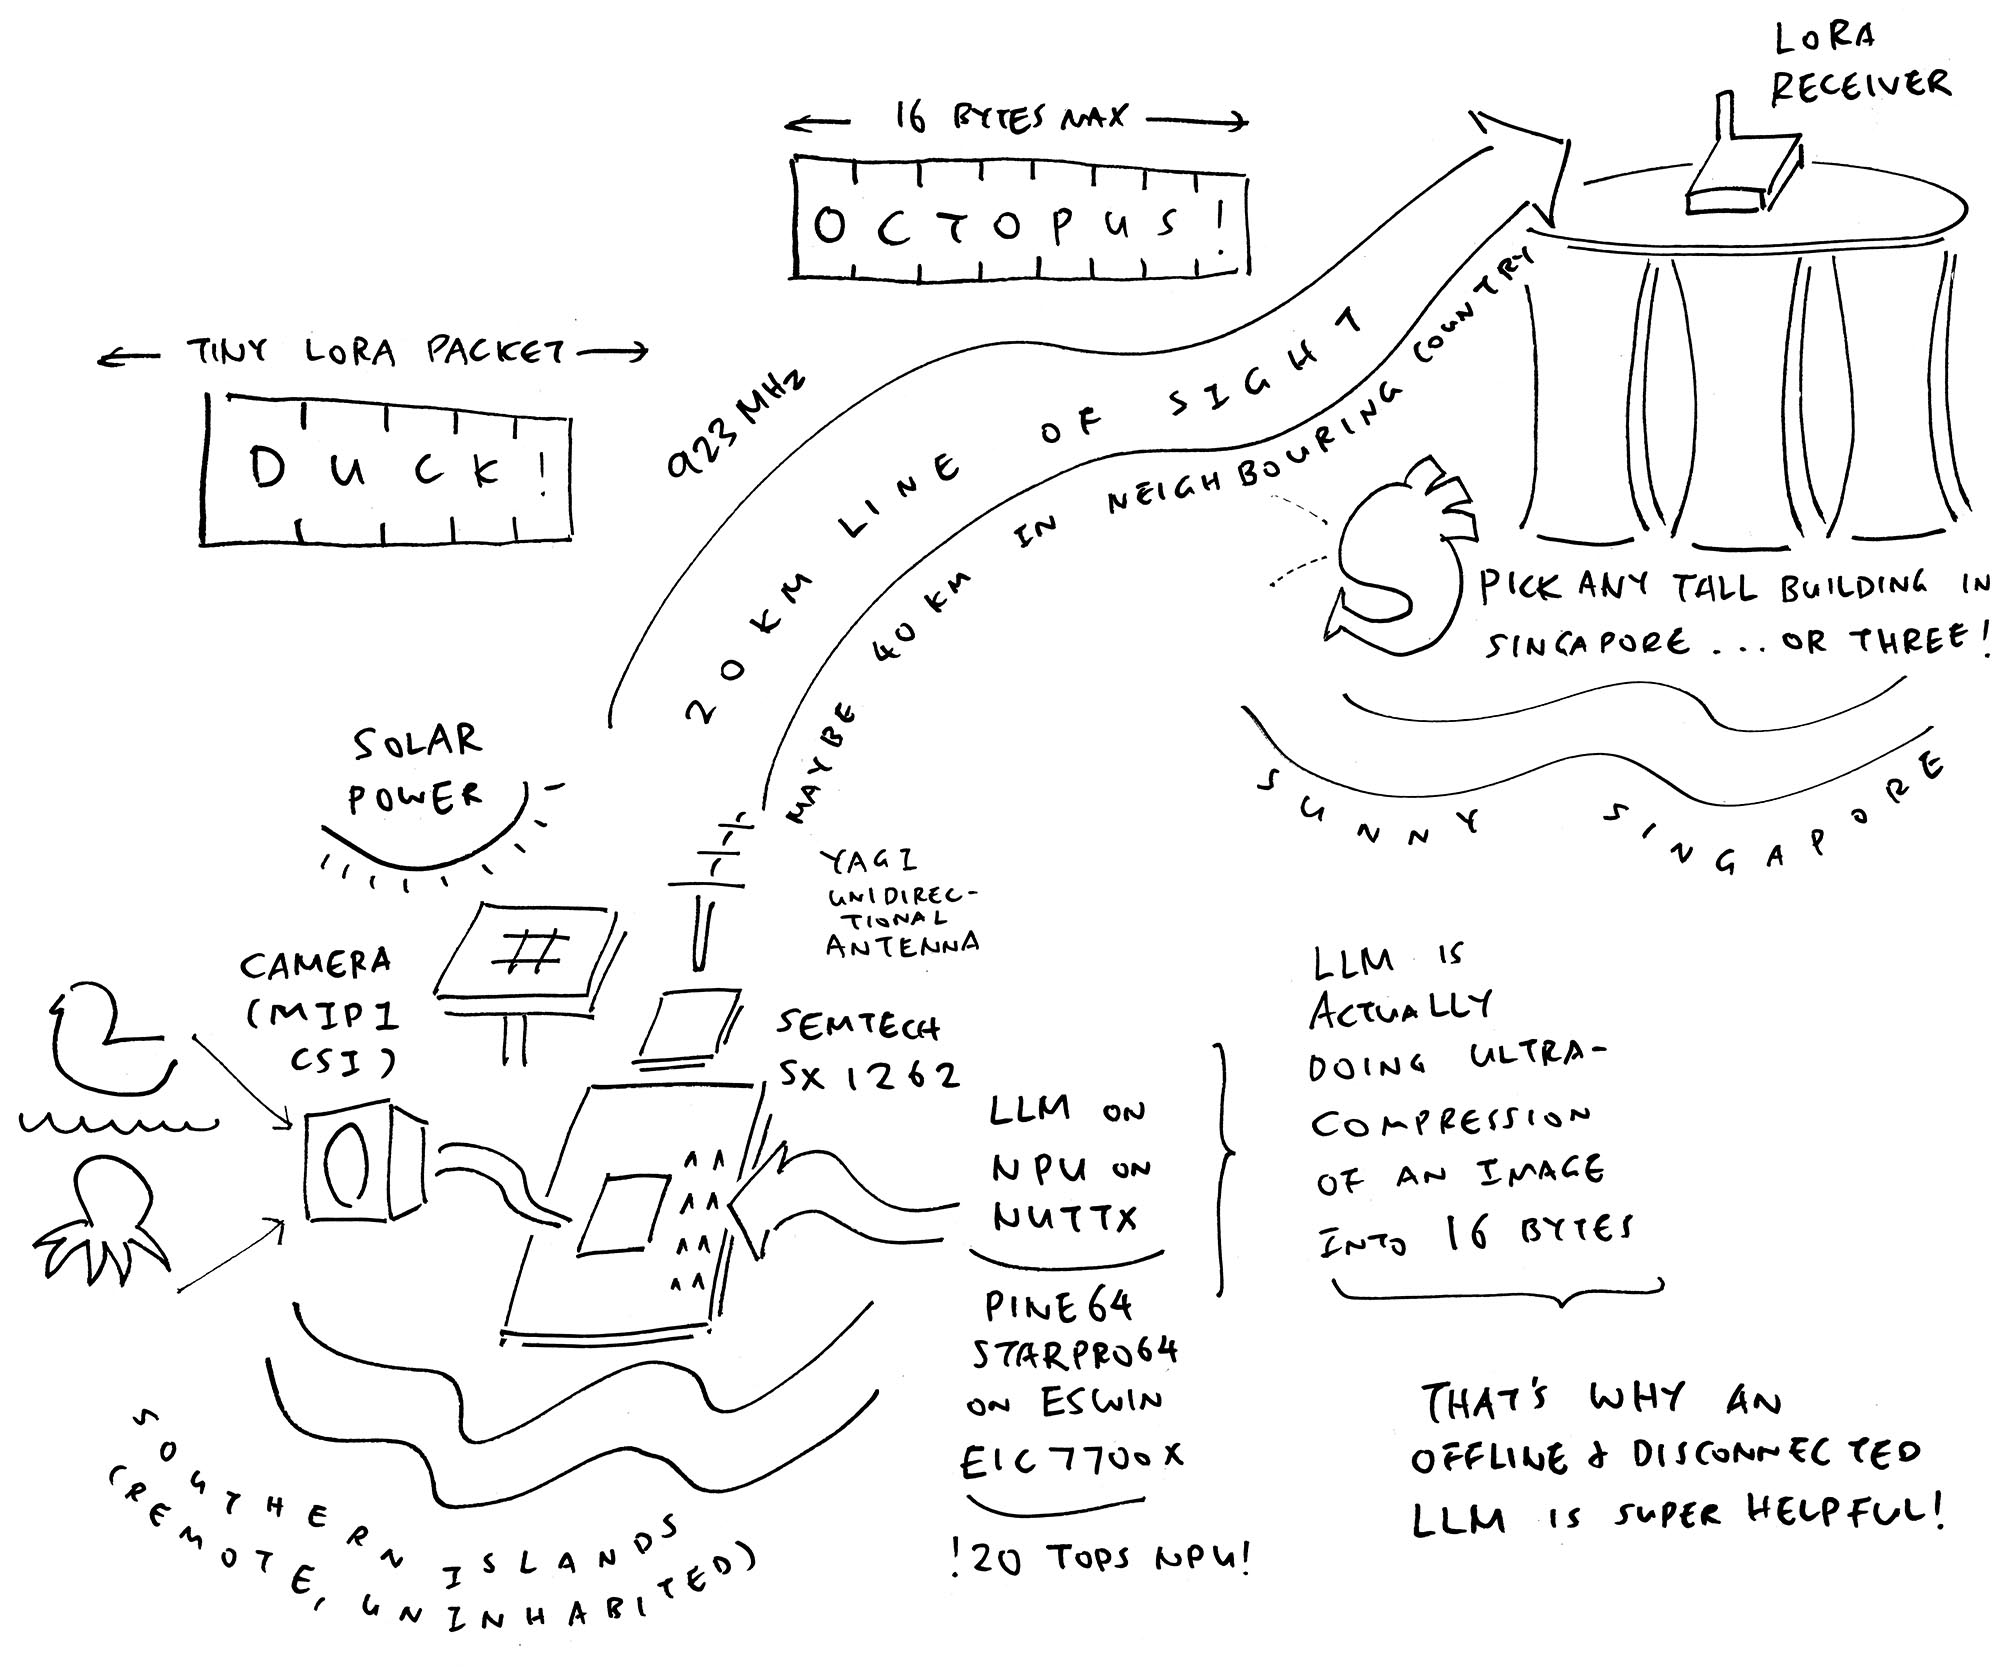 LORA
RECEIVER
16 BYTES MAX
OCTOPUS!
TINY LORA PACKET
DUCK!
923 MHz
20 KM LINE OF SIGHT
MAYBE 40 KM IN NEIGHBOURING COUNTRY
PICK ANY TALL BUILDING IN
SINGAPORE ... OR THREE!
SUNNY SINGAPORE
SOLAR
POWER
YAGI
UNIDIREC-
TIONAL
ANTENNA
CAMERA
(MIPI
CSI)
SEMTECH
SX1262
LLM ON
NPU ON
NUTTX
PINE64
STARPRO64
ON ESWIN
EIC7700X
!20 TOPS NPU!
LLM IS
ACTUALLY
DOING ULTRA-
COMPRESSION
OF AN IMAGE
INTO 16 BYTES
THAT'S WHY AN
OFFLINE & DISCONNECTED
LLM IS SUPER HELPFUL!
SOUTHERN ISLANDS
(REMOTE, UNINHABITED)